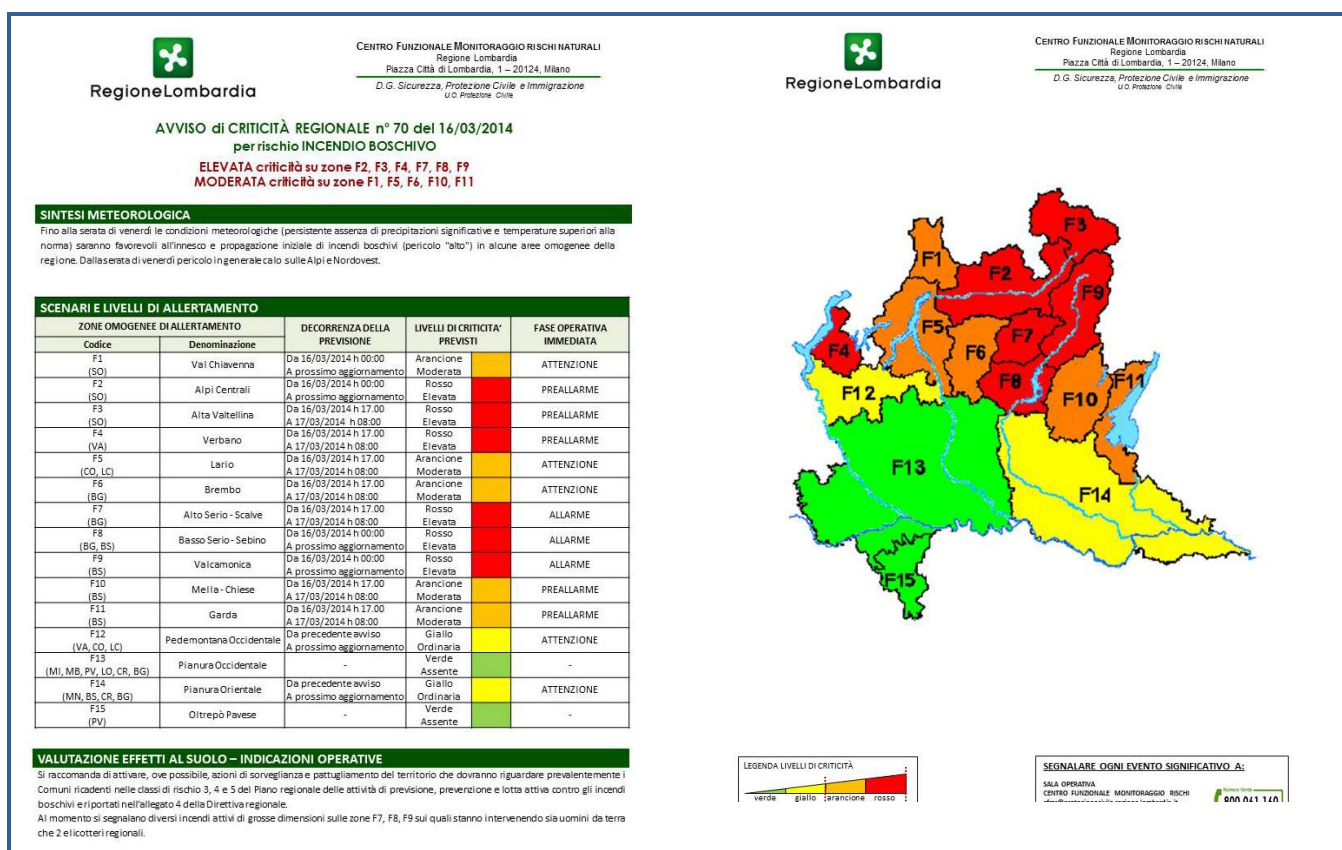 RegioneLombardia
CENTRO FUNZIONALE MONITORAGGIO RISCHI NATURALI
Regione Lombardia
Piazza Città di Lombardia, 1 – 20124, Milano
D.G. Sicurezza, Protezione Civile e Immigrazione
U.O. Protezione Civile
AVVISO di CRITICITÀ REGIONALE n° 70 del 16/03/2014
per rischio INCENDIO BOSCHIVO
ELEVATA criticità su zone F2, F3, F4, F7, F8, F9
MODERATA criticità su zone F1, F5, F6, F10, F11
SINTESI METEOROLOGICA
Fino alla serata di venerdì le condizioni meteorologiche (persistente assenza di precipitazioni significative e temperature superiori alla
norma) saranno favorevoli all'innesco e propagazione iniziale di incendi boschivi (pericolo "alto") in alcune aree omogenee della
regione. Dalla serata di venerdì pericolo in generale calo sulle Alpi e Nordovest.
SCENARI E LIVELLI DI ALLERTAMENTO
ZONE OMOGENEE DI ALLERTAMENTO DECORRENZA DELLA PREVISIONE LIVELLI DI CRITICITA' PREVISTI FASE OPERATIVA IMMEDIATA
Codice Denominazione
F1 (SO) Val Chiavenna Da 16/03/2014 h 00:00 A prossimo aggiornamento Arancione Moderata ATTENZIONE
F2 (SO) Alpi Centrali Da 16/03/2014 h 00:00 A prossimo aggiornamento Rosso Elevata PREALLARME
F3 (SO) Alta Valtellina Da 16/03/2014 h 17.00 A 17/03/2014 h 08:00 Rosso Elevata PREALLARME
F4 (VA) Verbano Da 16/03/2014 h 17.00 A 17/03/2014 h 08:00 Rosso Elevata PREALLARME
F5 (CO, LC) Lario Da 16/03/2014 h 17.00 A 17/03/2014 h 08:00 Arancione Moderata ATTENZIONE
F6 (BG) Brembo Da 16/03/2014 h 17.00 A 17/03/2014 h 08:00 Arancione Moderata ATTENZIONE
F7 (BG) Alto Serio - Scalve Da 16/03/2014 h 17.00 A 17/03/2014 h 08:00 Rosso Elevata ALLARME
F8 (BG, BS) Basso Serio - Sebino Da 16/03/2014 h 00:00 A prossimo aggiornamento Rosso Elevata ALLARME
F9 (BS) Valcamonica Da 16/03/2014 h 00:00 A prossimo aggiornamento Rosso Elevata ALLARME
F10 (BS) Mella - Chiese Da 16/03/2014 h 17.00 A 17/03/2014 h 08:00 Arancione Moderata PREALLARME
F11 (BS) Garda Da 16/03/2014 h 17.00 A 17/03/2014 h 08:00 Arancione Moderata PREALLARME
F12 (VA, CO, LC) Pedemontana Occidentale Da precedente avviso A prossimo aggiornamento Giallo Ordinaria ATTENZIONE
F13 (MI, MB, PV, LO, CR, BG) Pianura Occidentale - Verde Assente -
F14 (MN, BS, CR, BG) Pianura Orientale Da precedente avviso A prossimo aggiornamento Giallo Ordinaria ATTENZIONE
F15 (PV) Oltrepò Pavese - Verde Assente -
VALUTAZIONE EFFETTI AL SUOLO – INDICAZIONI OPERATIVE
Si raccomanda di attivare, ove possibile, azioni di sorveglianza e pattugliamento del territorio che dovranno riguardare prevalentemente i
Comuni ricadenti nelle classi di rischio 3, 4 e 5 del Piano regionale delle attività di previsione, prevenzione e lotta attiva contro gli incendi
boschivi e riportati nell'allegato 4 della Direttiva regionale.
Al momento si segnalano diversi incendi attivi di grosse dimensioni sulle zone F7, F8, F9 sui quali stanno intervenendo sia uomini da terra
che 2 elicotteri regionali.
RegioneLombardia
CENTRO FUNZIONALE MONITORAGGIO RISCHI NATURALI
Regione Lombardia
Piazza Città di Lombardia, 1 – 20124, Milano
D.G. Sicurezza, Protezione Civile e Immigrazione
U.O. Protezione Civile
F3
F1
F2
F9
F5
F4
F7
F6
F8
F11
F12
F10
F13
F14
F15
LEGENDA LIVELLI DI CRITICITÀ
verde giallo arancione rosso
SEGNALARE OGNI EVENTO SIGNIFICATIVO A:
SALA OPERATIVA
CENTRO FUNZIONALE MONITORAGGIO RISCHI
Numero Verde
800 061 160